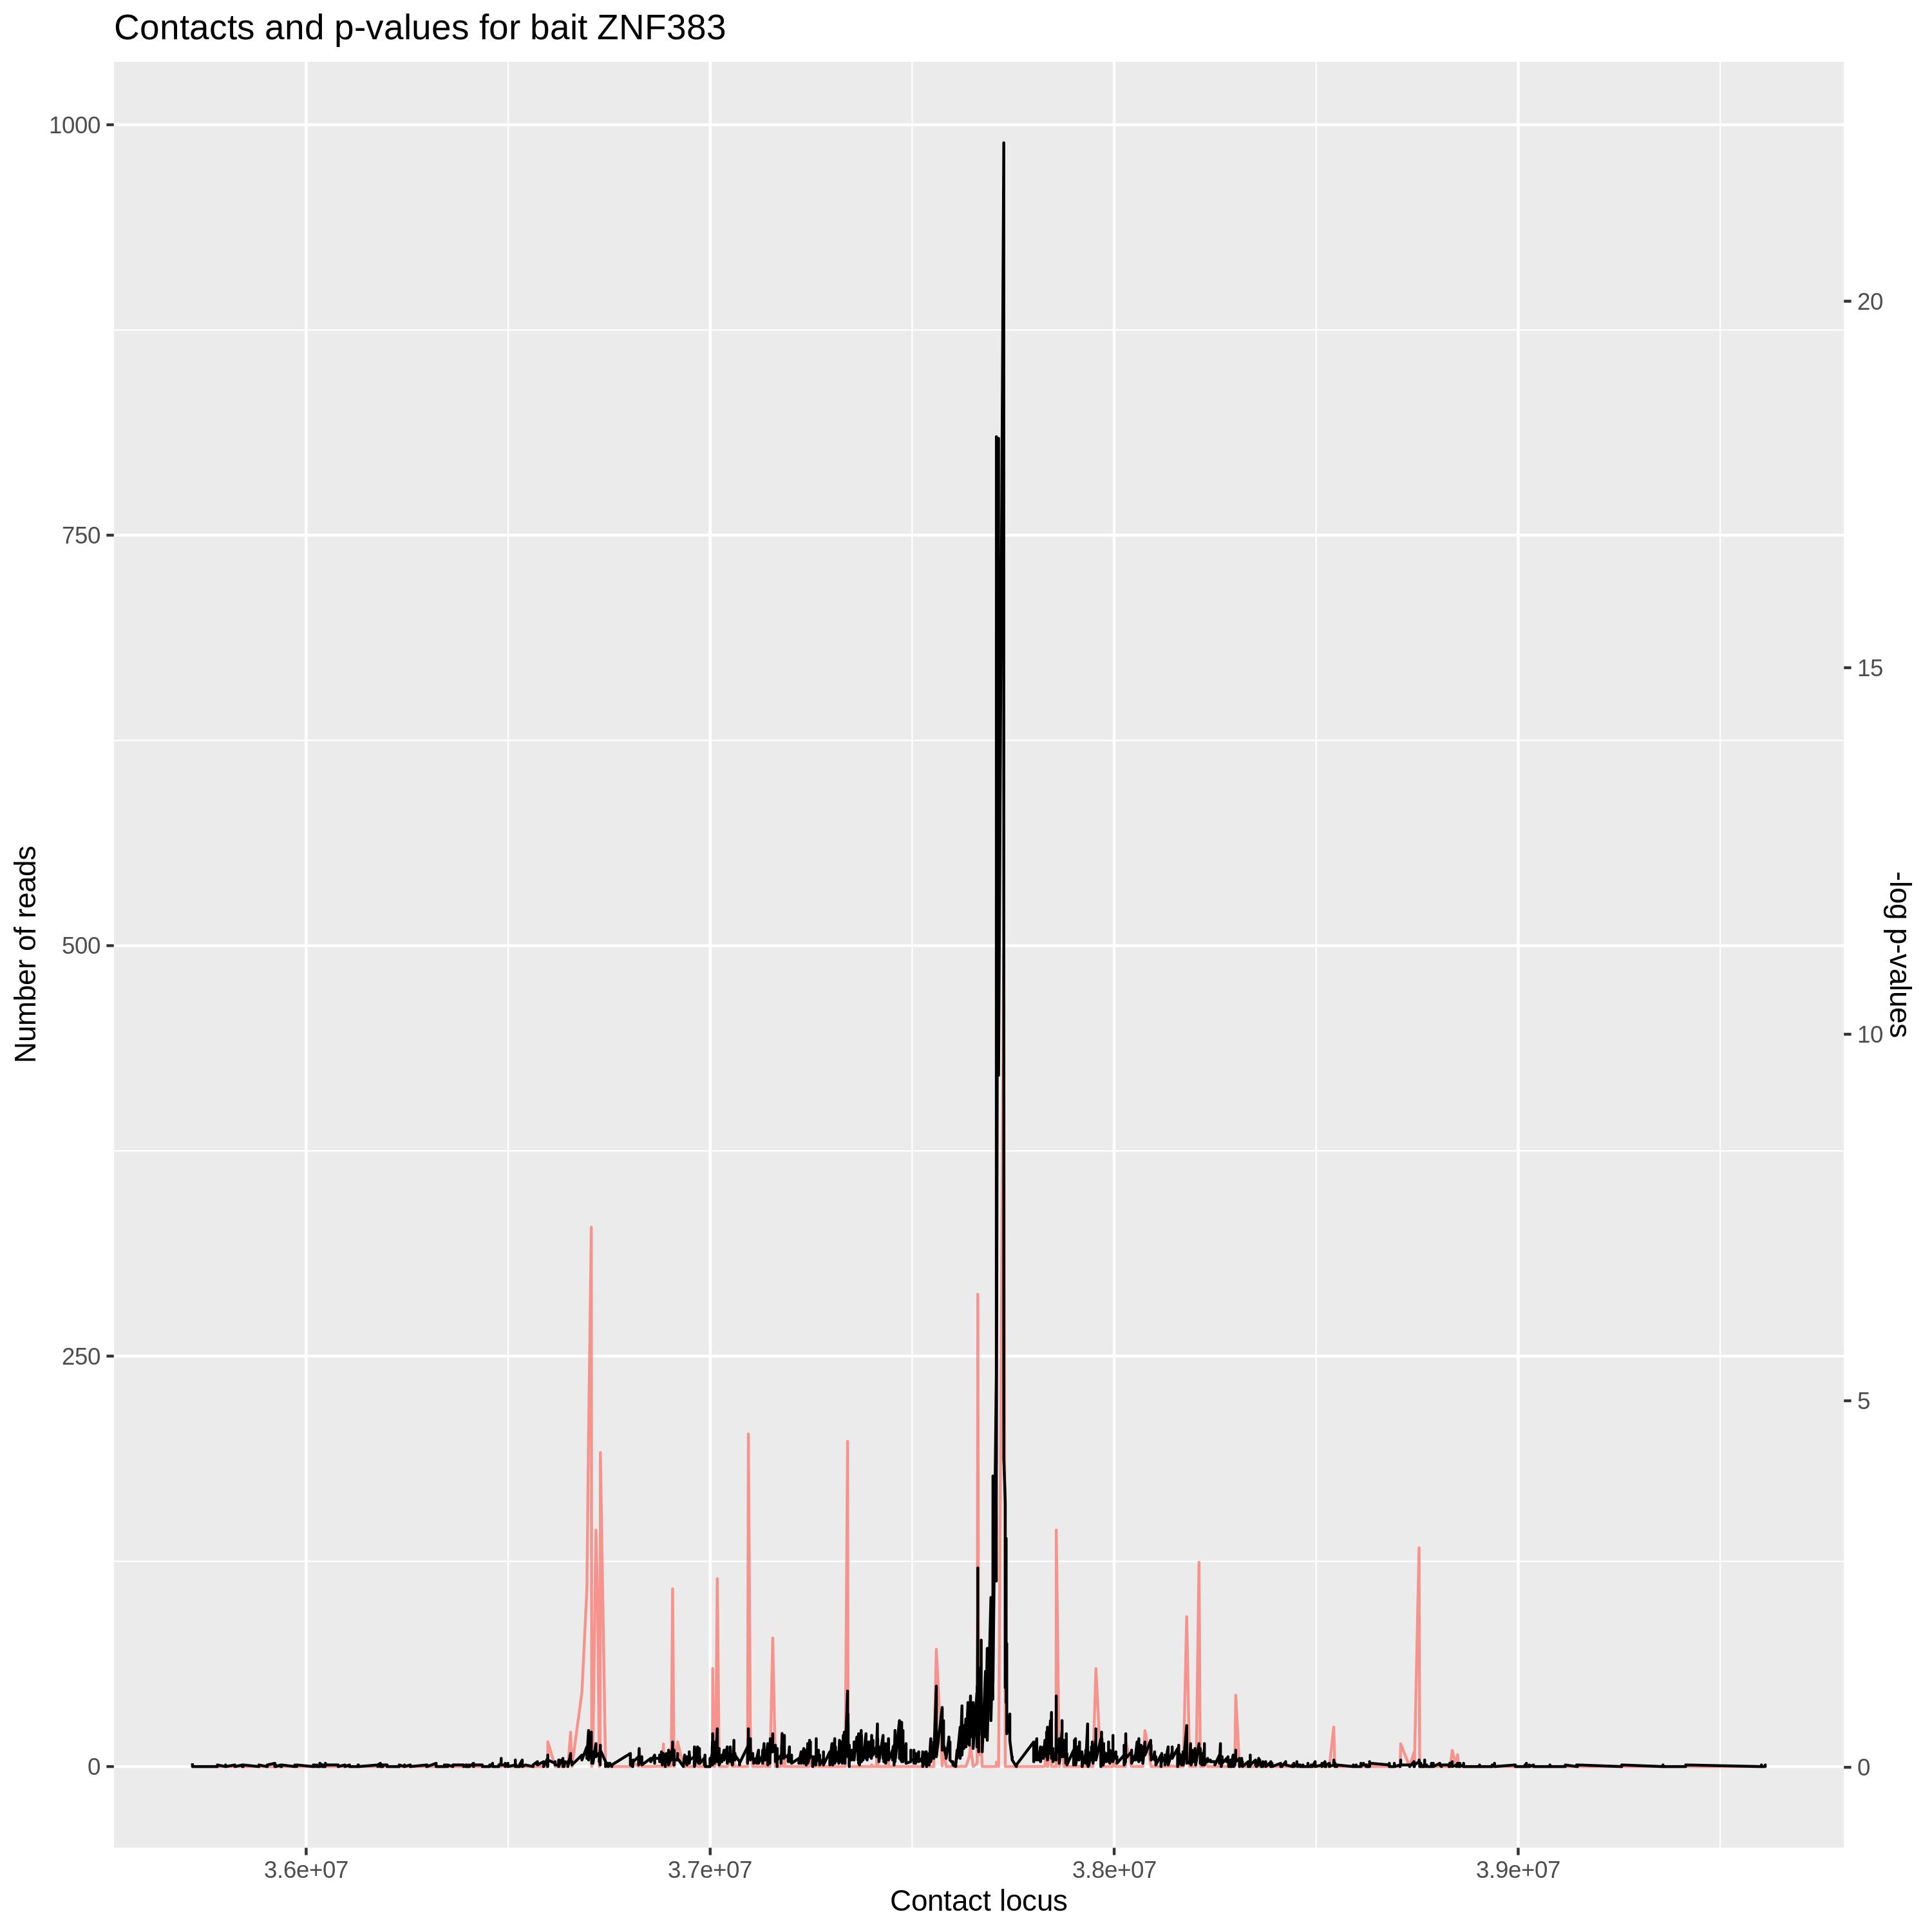 Contacts and p-values for bait ZNF383
1000
750
500
250
0
Number of reads
20
15
10
5
0
-log p-values
3.6e+07
3.7e+07
3.8e+07
3.9e+07
Contact locus